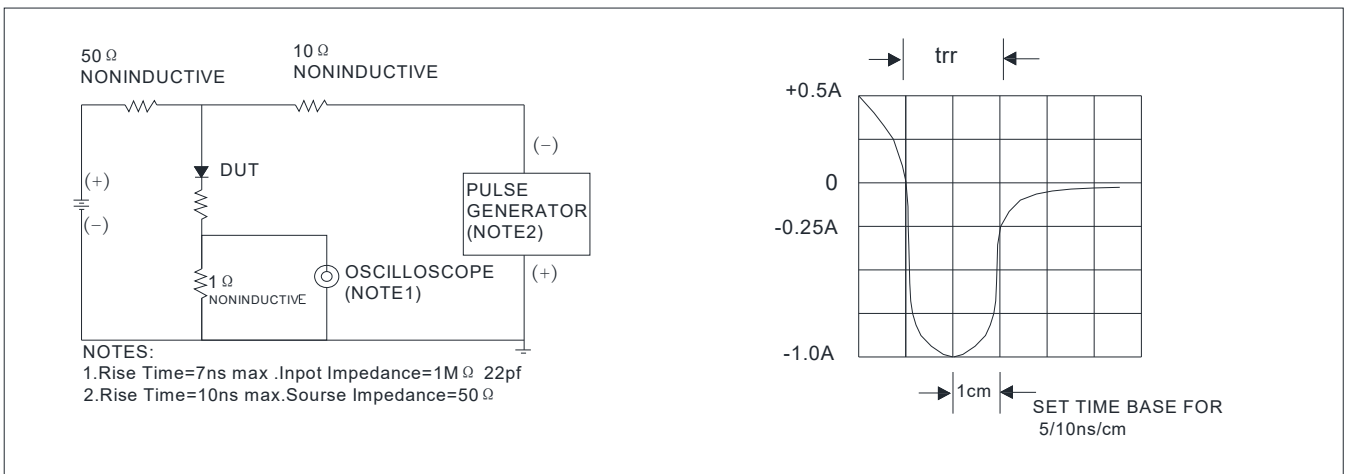 50 Ω
NONINDUCTIVE
10 Ω
NONINDUCTIVE
(+)
(−)
DUT
1 Ω
NONINDUCTIVE
OSCILLOSCOPE
(NOTE1)
(−)
PULSE
GENERATOR
(NOTE2)
(+)
NOTES:
1.Rise Time=7ns max .Inpot Impedance=1M Ω 22pf
2.Rise Time=10ns max.Sourse Impedance=50 Ω
trr
+0.5A
0
-0.25A
-1.0A
1cm
SET TIME BASE FOR
5/10ns/cm